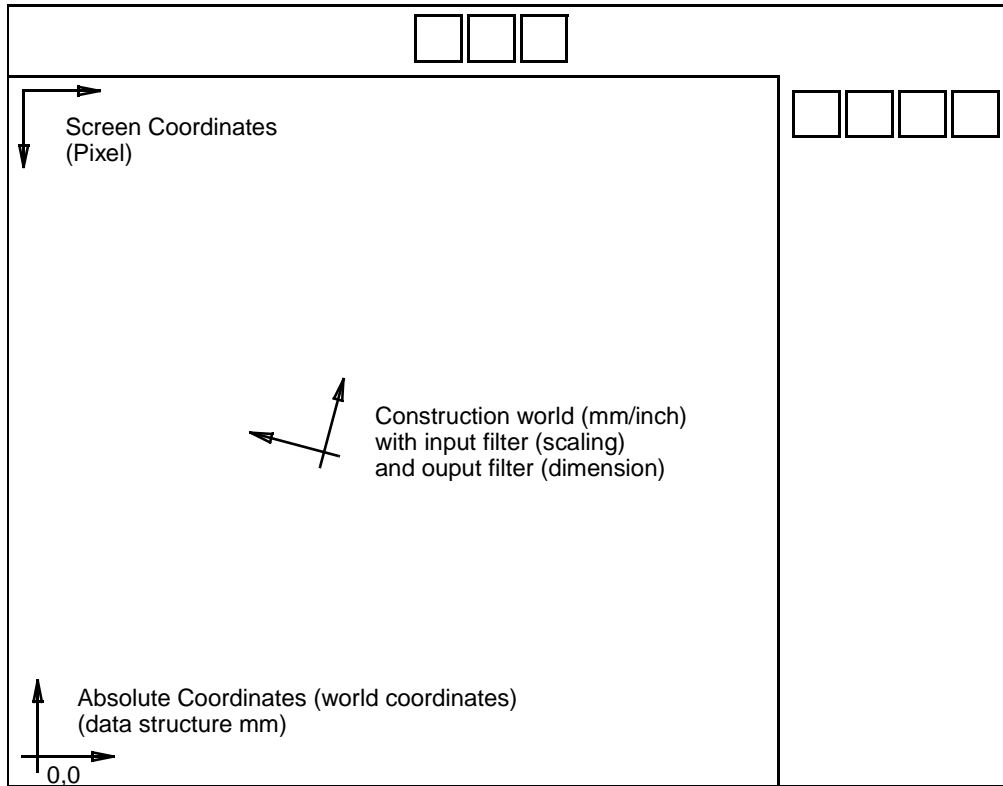 Screen Coordinates
(Pixel)
Construction world (mm/inch)
with input filter (scaling)
and ouput filter (dimension)
Absolute Coordinates (world coordinates)
(data structure mm)
0,0